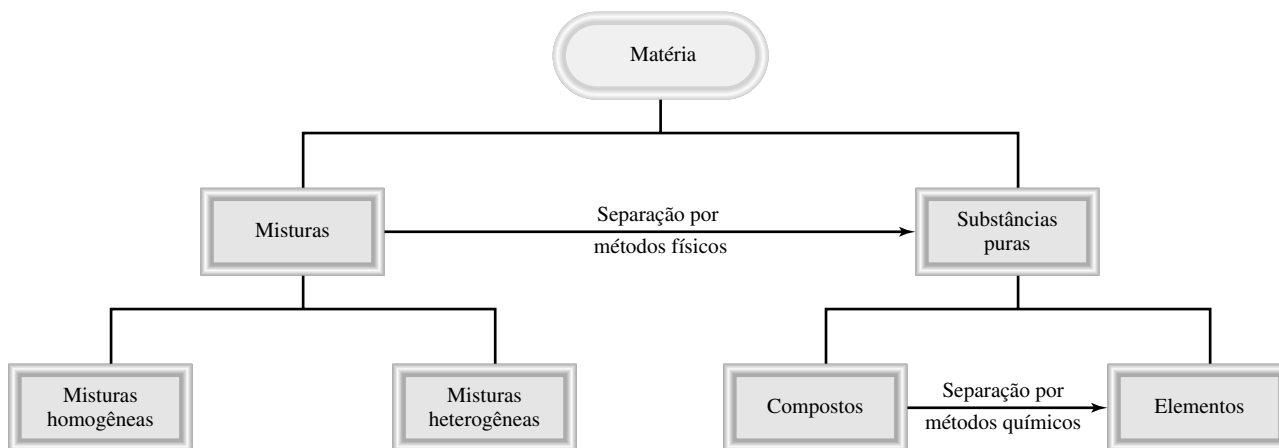 Matéria
Misturas
Separação por
métodos físicos
Substâncias
puras
Misturas
homogêneas
Misturas
heterogêneas
Compostos
Separação por
métodos químicos
Elementos